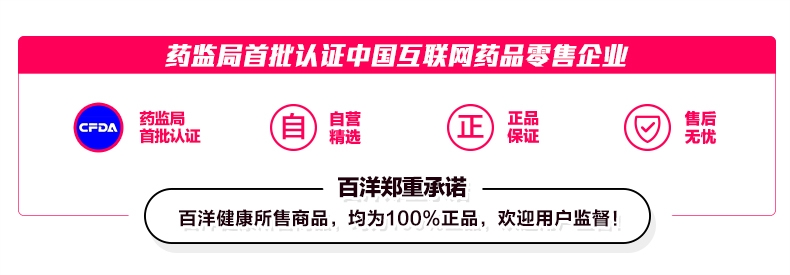 药监局首批认证中国互联网药品零售企业
CFDA
药监局
首批认证
自
自营
精选
正
正品
保证
售后
无忧
百洋郑重承诺
百洋健康所售商品，均为100%正品，欢迎用户监督！